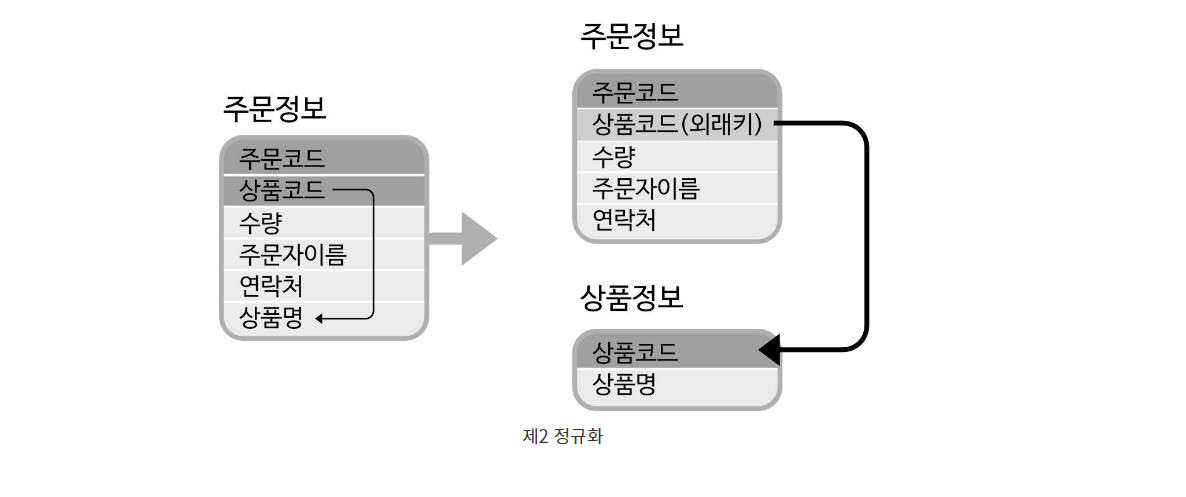 주문정보
주문코드
상품코드
수량
주문자이름
연락처
상품명
주문정보
주문코드
상품코드(외래키)
수량
주문자이름
연락처
상품정보
상품코드
상품명
제2 정규화